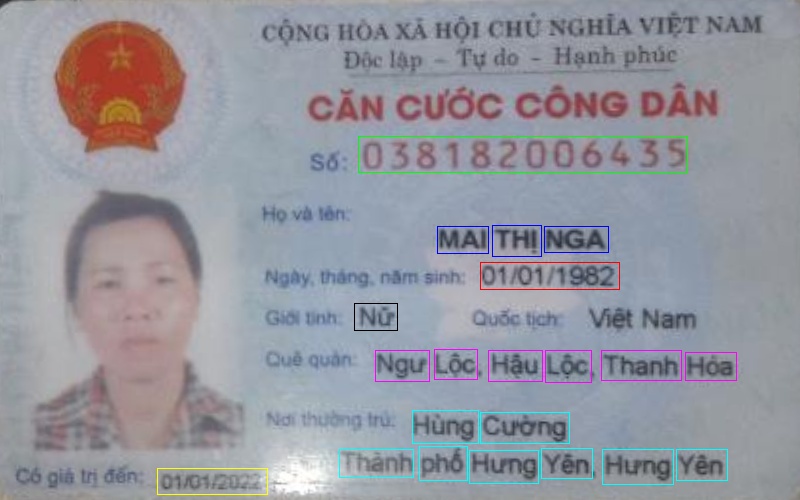 CỘNG HÒA XÃ HỘI CHỦ NGHĨA VIỆT NAM
Độc lập - Tự do - Hạnh phúc
CĂN CƯỚC CÔNG DÂN
Số: 038182006435
Họ và tên:
MAI THỊ NGA
Ngày, tháng, năm sinh: 01/01/1982
Giới tính: Nữ Quốc tịch: Việt Nam
Quê quán: Ngư Lộc, Hậu Lộc, Thanh Hóa
Nơi thường trú: Hùng Cường
Thành phố Hưng Yên, Hưng Yên
Có giá trị đến: 01/01/2022